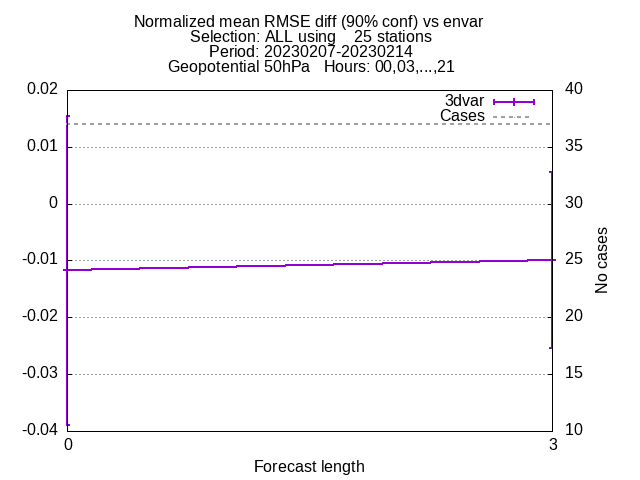 Normalized mean RMSE diff (90% conf) vs envar
Selection: ALL using    25 stations
Period: 20230207-20230214
Geopotential 50hPa   Hours: 00,03,...,21
0.02
0.01
0
-0.01
-0.02
-0.03
-0.04
3dvar
Cases
40
35
30
25
20
15
10
No cases
0
3
Forecast length